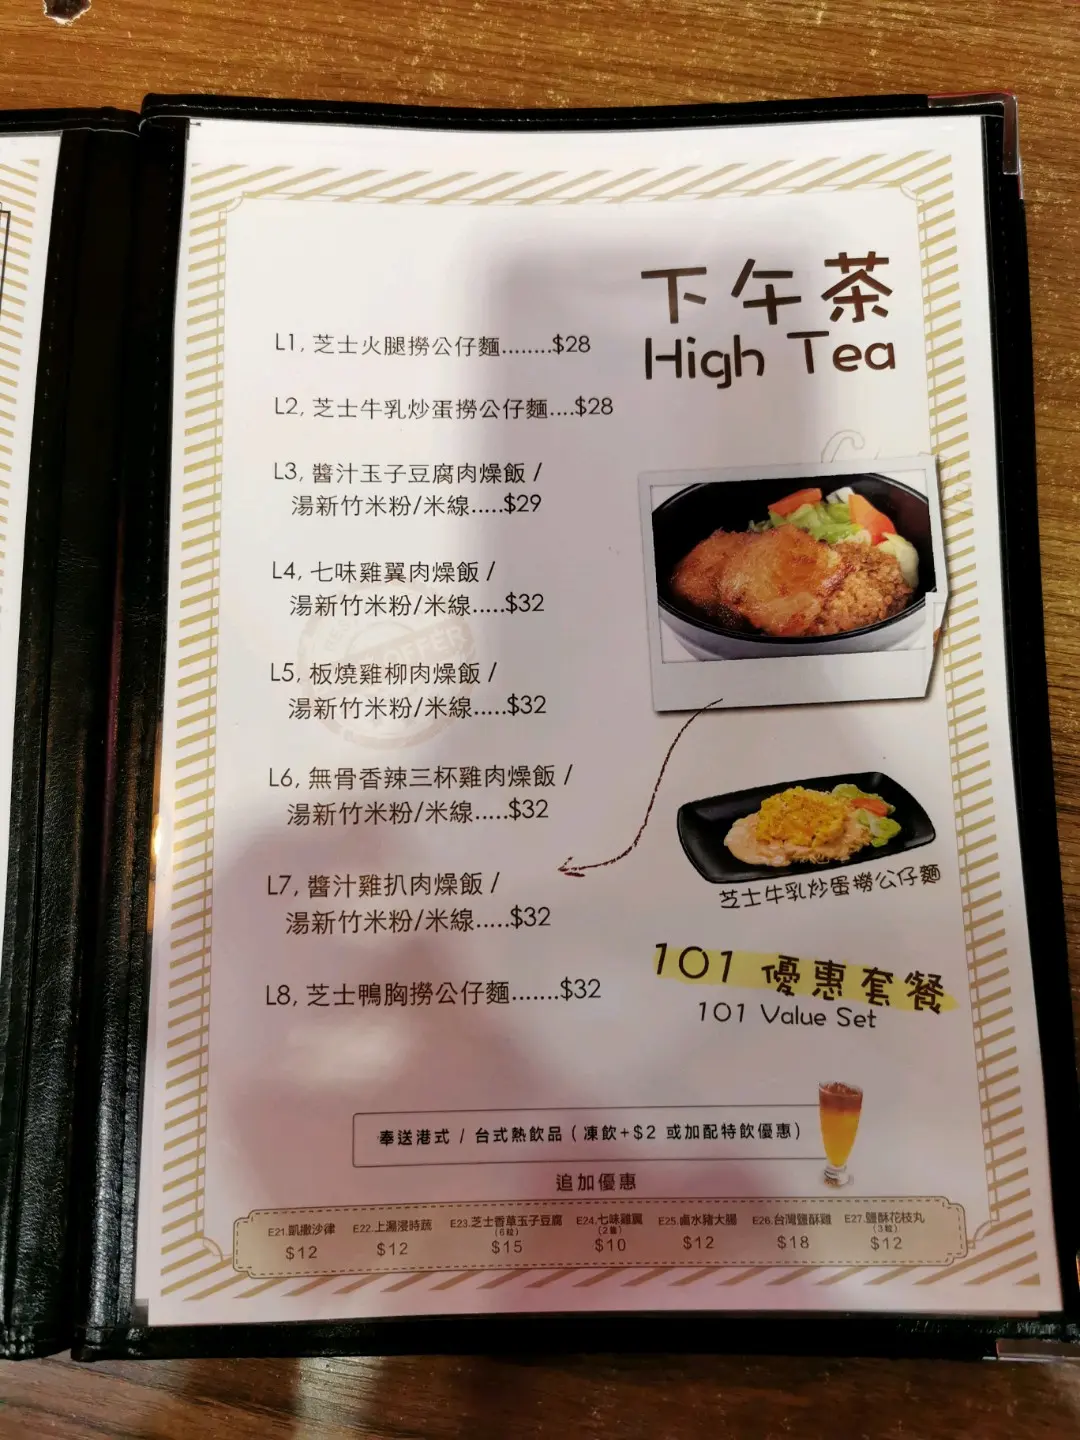 下午茶
High Tea
L1, 芝士火腿撈公仔麵........$28
L2, 芝士牛乳炒蛋撈公仔麵....$28
L3, 醬汁玉子豆腐肉燥飯 /
湯新竹米粉/米線.....$29
L4, 七味雞翼肉燥飯 /
湯新竹米粉/米線.....$32
L5, 板燒雞柳肉燥飯 /
湯新竹米粉/米線.....$32
L6, 無骨香辣三杯雞肉燥飯 /
湯新竹米粉/米線.....$32
L7, 醬汁雞扒肉燥飯 /
湯新竹米粉/米線.....$32
L8, 芝士鴨胸撈公仔麵.......$32
芝士牛乳炒蛋撈公仔麵
101 優惠套餐
101 Value Set
奉送港式 / 台式熱飲品 ( 凍飲+$2 或加配特飲優惠)
追加優惠
E21.凱撒沙律
$12
E22.上湯浸時蔬
$12
E23.芝士香草玉子豆腐
(6粒)
$15
E24.七味雞翼
(2隻)
$10
E25.鹵水豬大腸
$12
E26.台灣鹽酥雞
$18
E27.鹽酥花枝丸
(3粒)
$12
OFFER